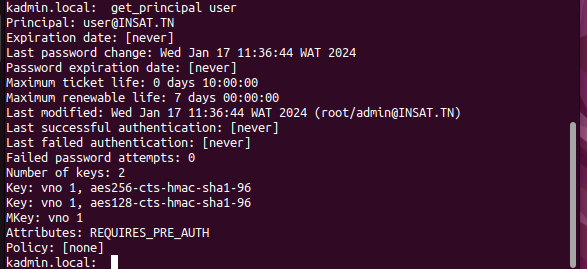 kadmin.local:  get_principal user
Principal: user@INSAT.TN
Expiration date: [never]
Last password change: Wed Jan 17 11:36:44 WAT 2024
Password expiration date: [never]
Maximum ticket life: 0 days 10:00:00
Maximum renewable life: 7 days 00:00:00
Last modified: Wed Jan 17 11:36:44 WAT 2024 (root/admin@INSAT.TN)
Last successful authentication: [never]
Last failed authentication: [never]
Failed password attempts: 0
Number of keys: 2
Key: vno 1, aes256-cts-hmac-sha1-96
Key: vno 1, aes128-cts-hmac-sha1-96
MKey: vno 1
Attributes: REQUIRES_PRE_AUTH
Policy: [none]
kadmin.local: